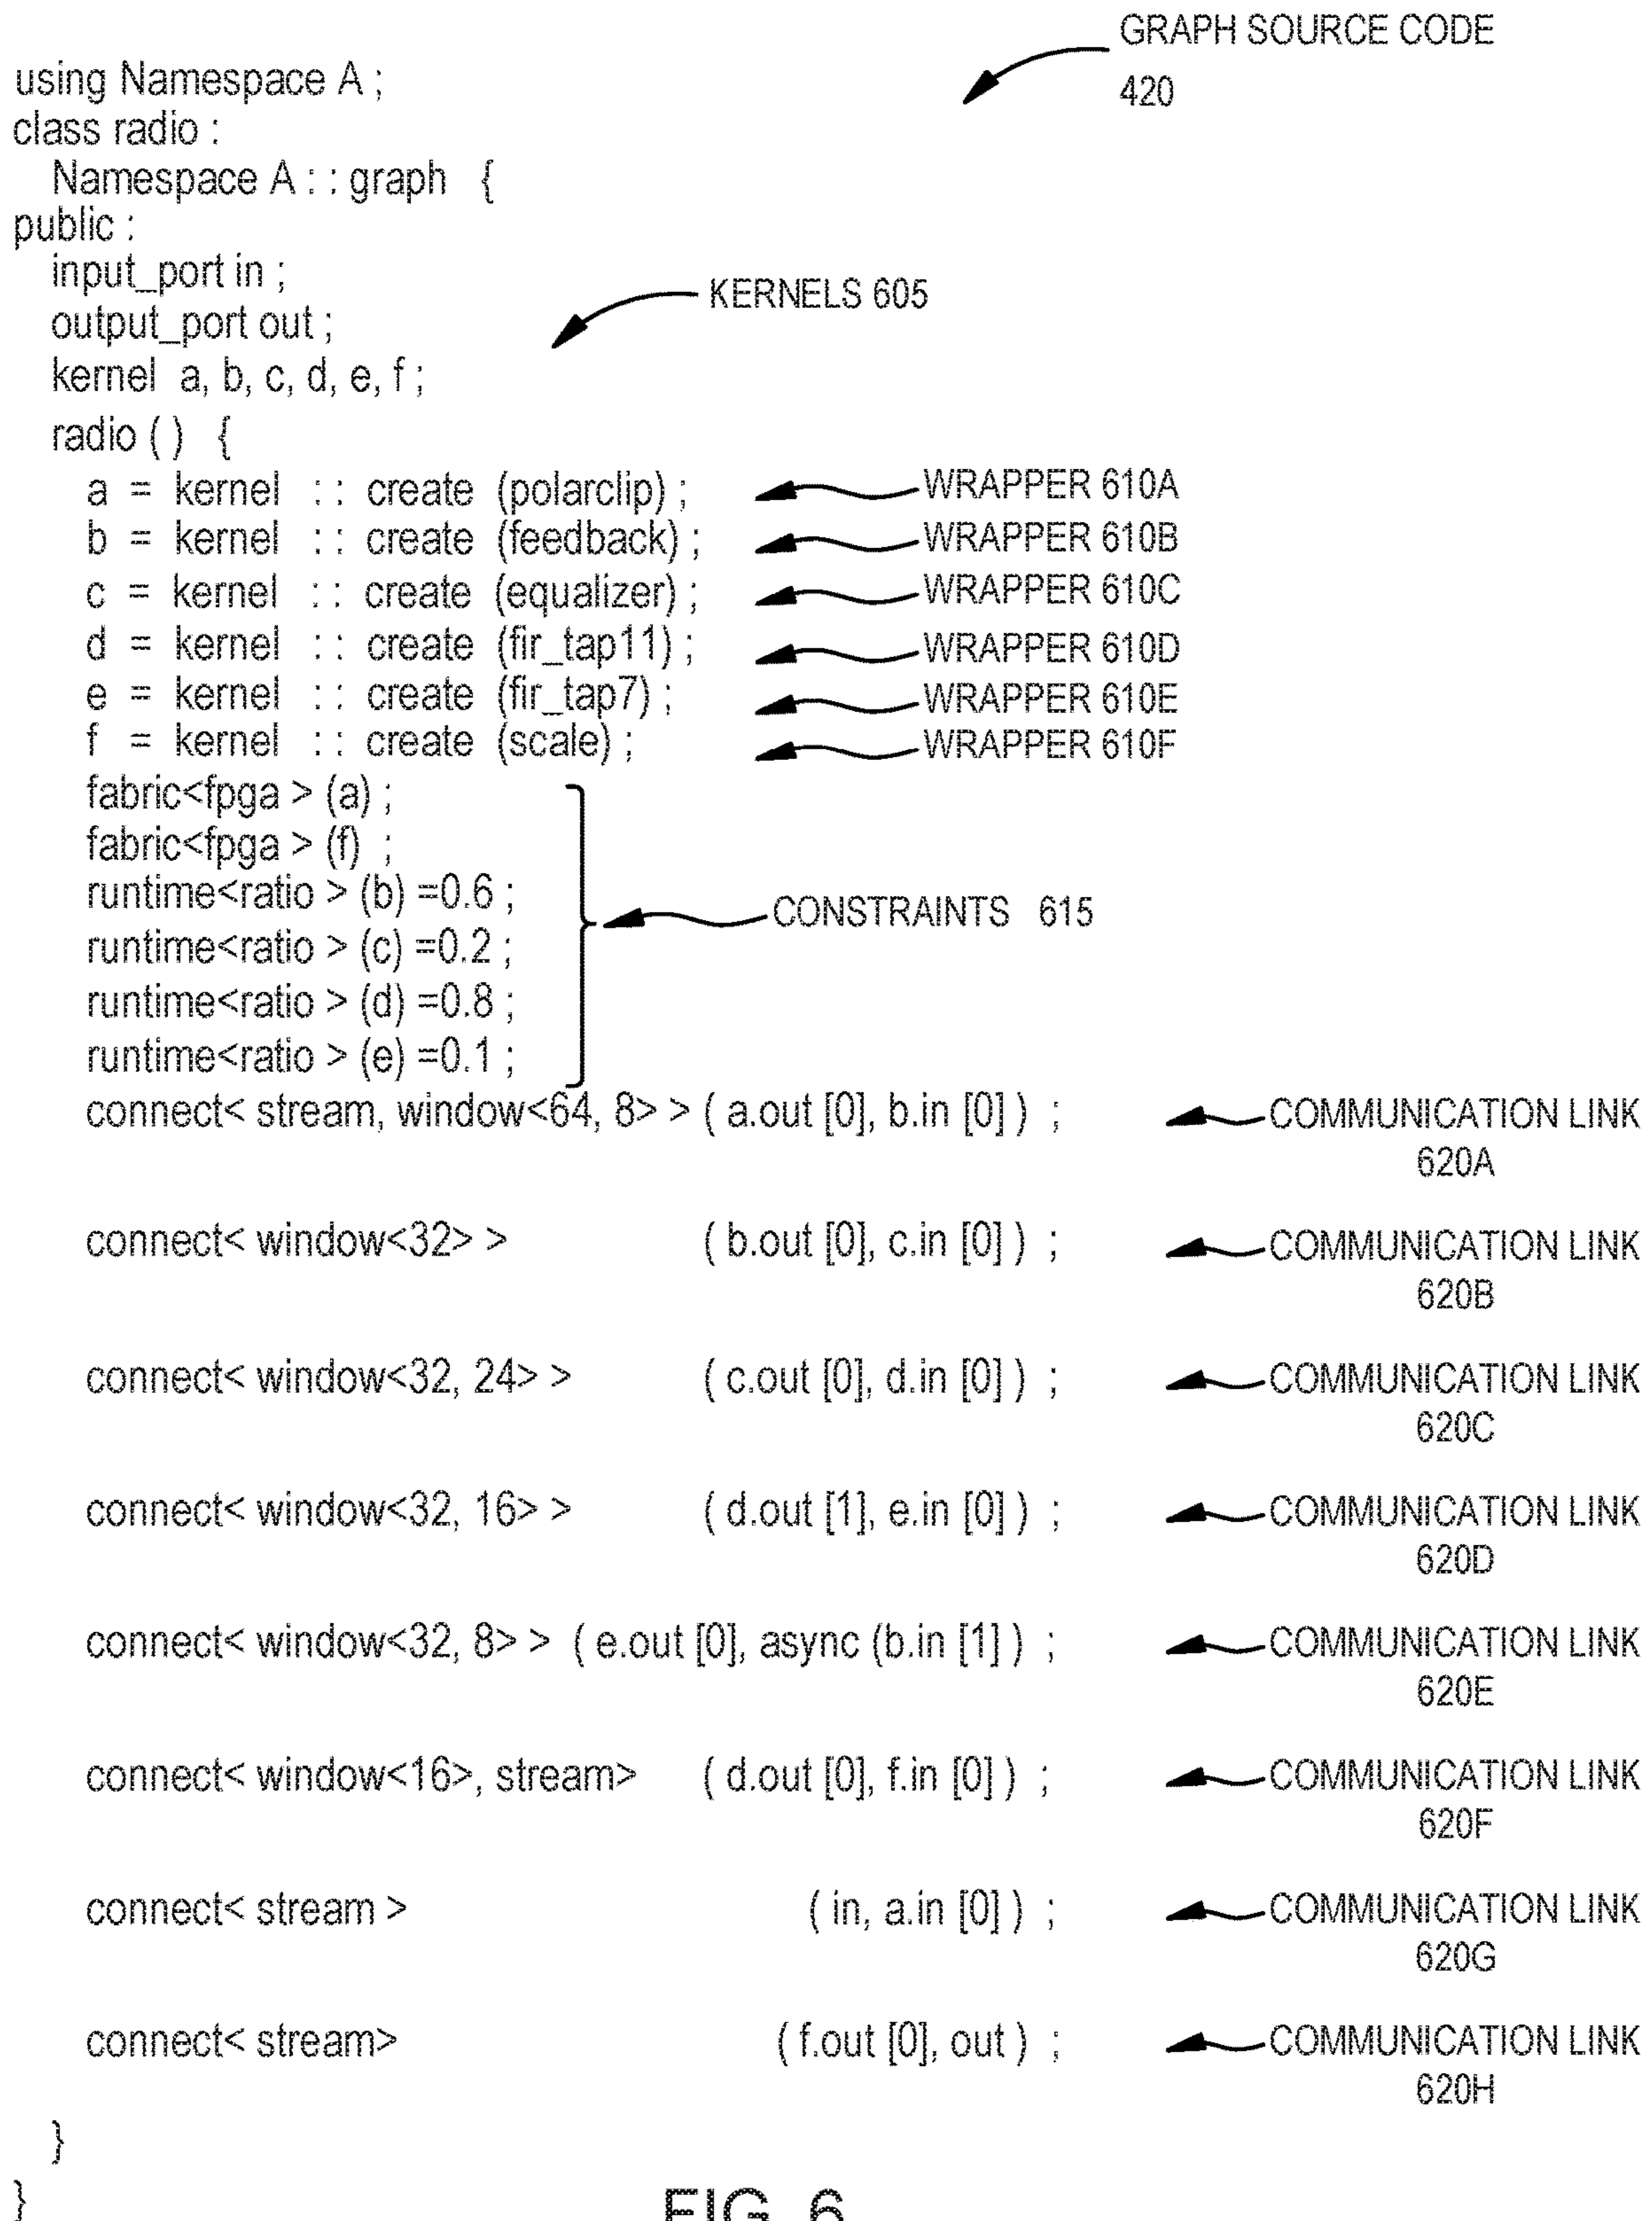 GRAPH SOURCE CODE
420
using Namespace A ;
class radio :
Namespace A : : graph {
public :
input_port in ;
output_port out ;
KERNELS 605
kernel a, b, c, d, e, f ;
radio ( ) {
a = kernel : : create (polarclip) ; WRAPPER 610A
b = kernel : : create (feedback) ; WRAPPER 610B
c = kernel : : create (equalizer) ; WRAPPER 610C
d = kernel : : create (fir_tap11) ; WRAPPER 610D
e = kernel : : create (fir_tap7) ; WRAPPER 610E
f = kernel : : create (scale) ; WRAPPER 610F
fabric<fpga > (a) ;
fabric<fpga > (f) ;
runtime<ratio > (b) =0.6 ;
CONSTRAINTS 615
runtime<ratio > (c) =0.2 ;
runtime<ratio > (d) =0.8 ;
runtime<ratio > (e) =0.1 ;
connect< stream, window<64, 8> > ( a.out [0], b.in [0] ) ; COMMUNICATION LINK
620A
connect< window<32> > ( b.out [0], c.in [0] ) ; COMMUNICATION LINK
620B
connect< window<32, 24> > ( c.out [0], d.in [0] ) ; COMMUNICATION LINK
620C
connect< window<32, 16> > ( d.out [1], e.in [0] ) ; COMMUNICATION LINK
620D
connect< window<32, 8> > ( e.out [0], async (b.in [1] ) ; COMMUNICATION LINK
620E
connect< window<16>, stream> ( d.out [0], f.in [0] ) ; COMMUNICATION LINK
620F
connect< stream > ( in, a.in [0] ) ; COMMUNICATION LINK
620G
connect< stream> ( f.out [0], out ) ; COMMUNICATION LINK
620H
}
}
FIG. 6